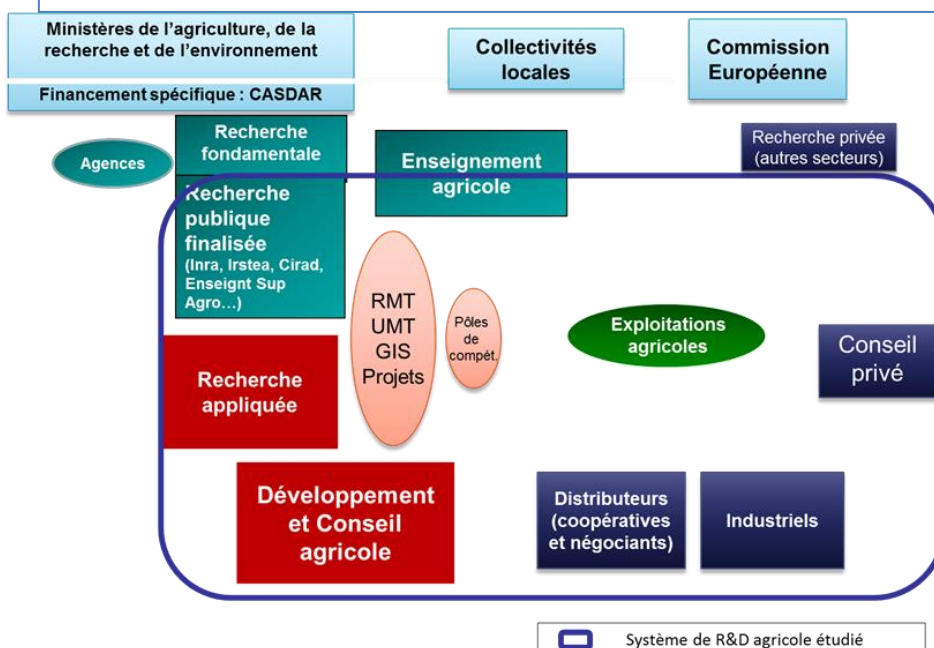 Ministères de l'agriculture, de la
recherche et de l'environnement
Financement spécifique : CASDAR
Collectivités
locales
Commission
Européenne
Agences
Recherche
fondamentale
Enseignement
agricole
Recherche privée
(autres secteurs)
Recherche
publique
finalisée
(Inra, Irstea, Cirad,
Enseignt Sup
Agro...)
RMT
UMT
GIS
Projets
Pôles
de
compét.
Exploitations
agricoles
Conseil
privé
Recherche
appliquée
Développement
et Conseil
agricole
Distributeurs
(coopératives
et négociants)
Industriels
Système de R&D agricole étudié